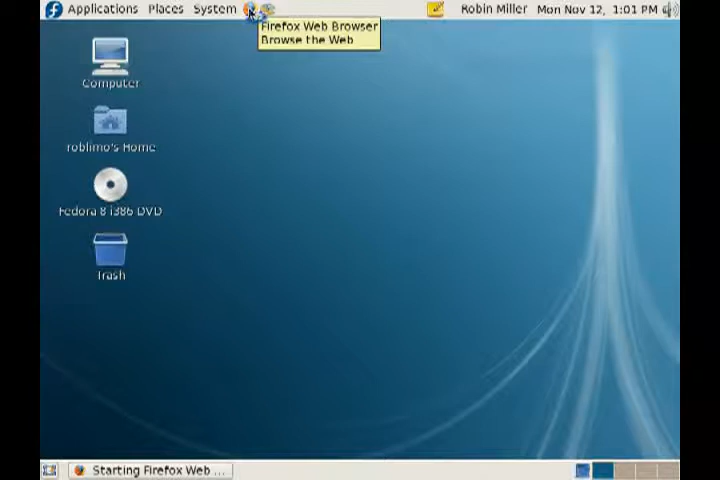 Applications Places System Robin Miller Mon Nov 12, 1:01 PM
Firefox Web Browser
Browse the Web
Computer
roblimo's Home
Fedora 8 i386 DVD
Trash
Starting Firefox Web ...